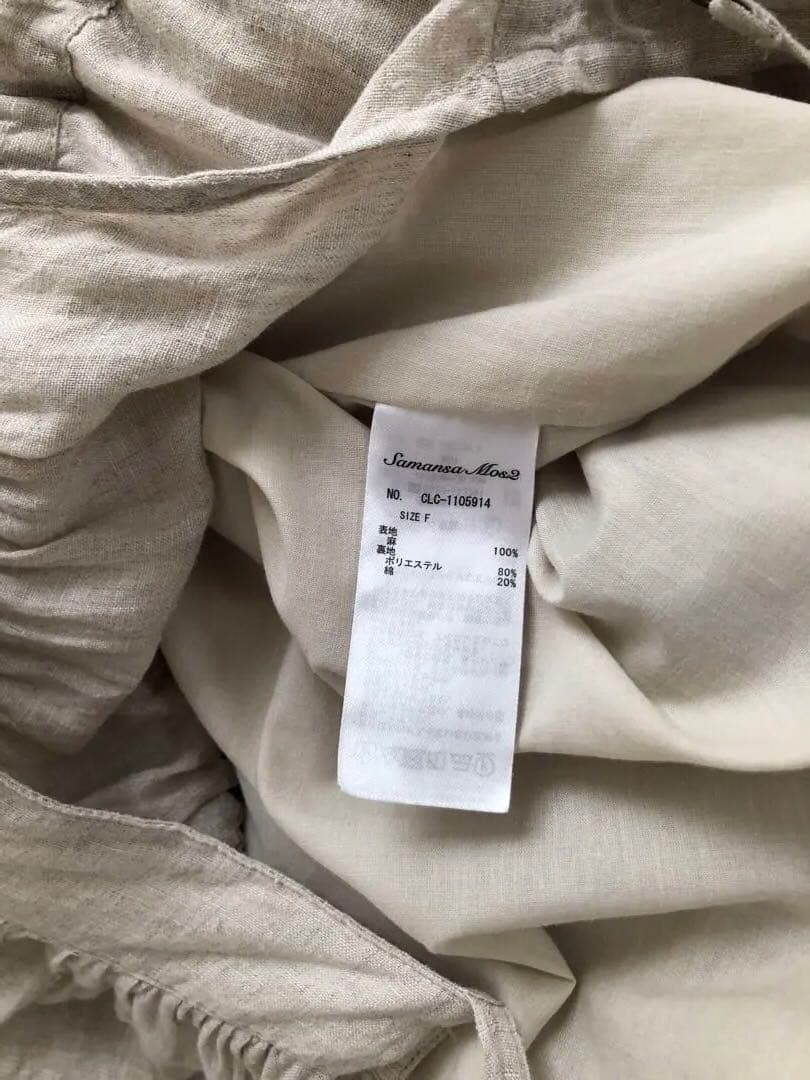 Samansa Mos2
NO. CLC-1105914
SIZE F
表地
麻 100%
裏地
ポリエステル 80%
綿 20%